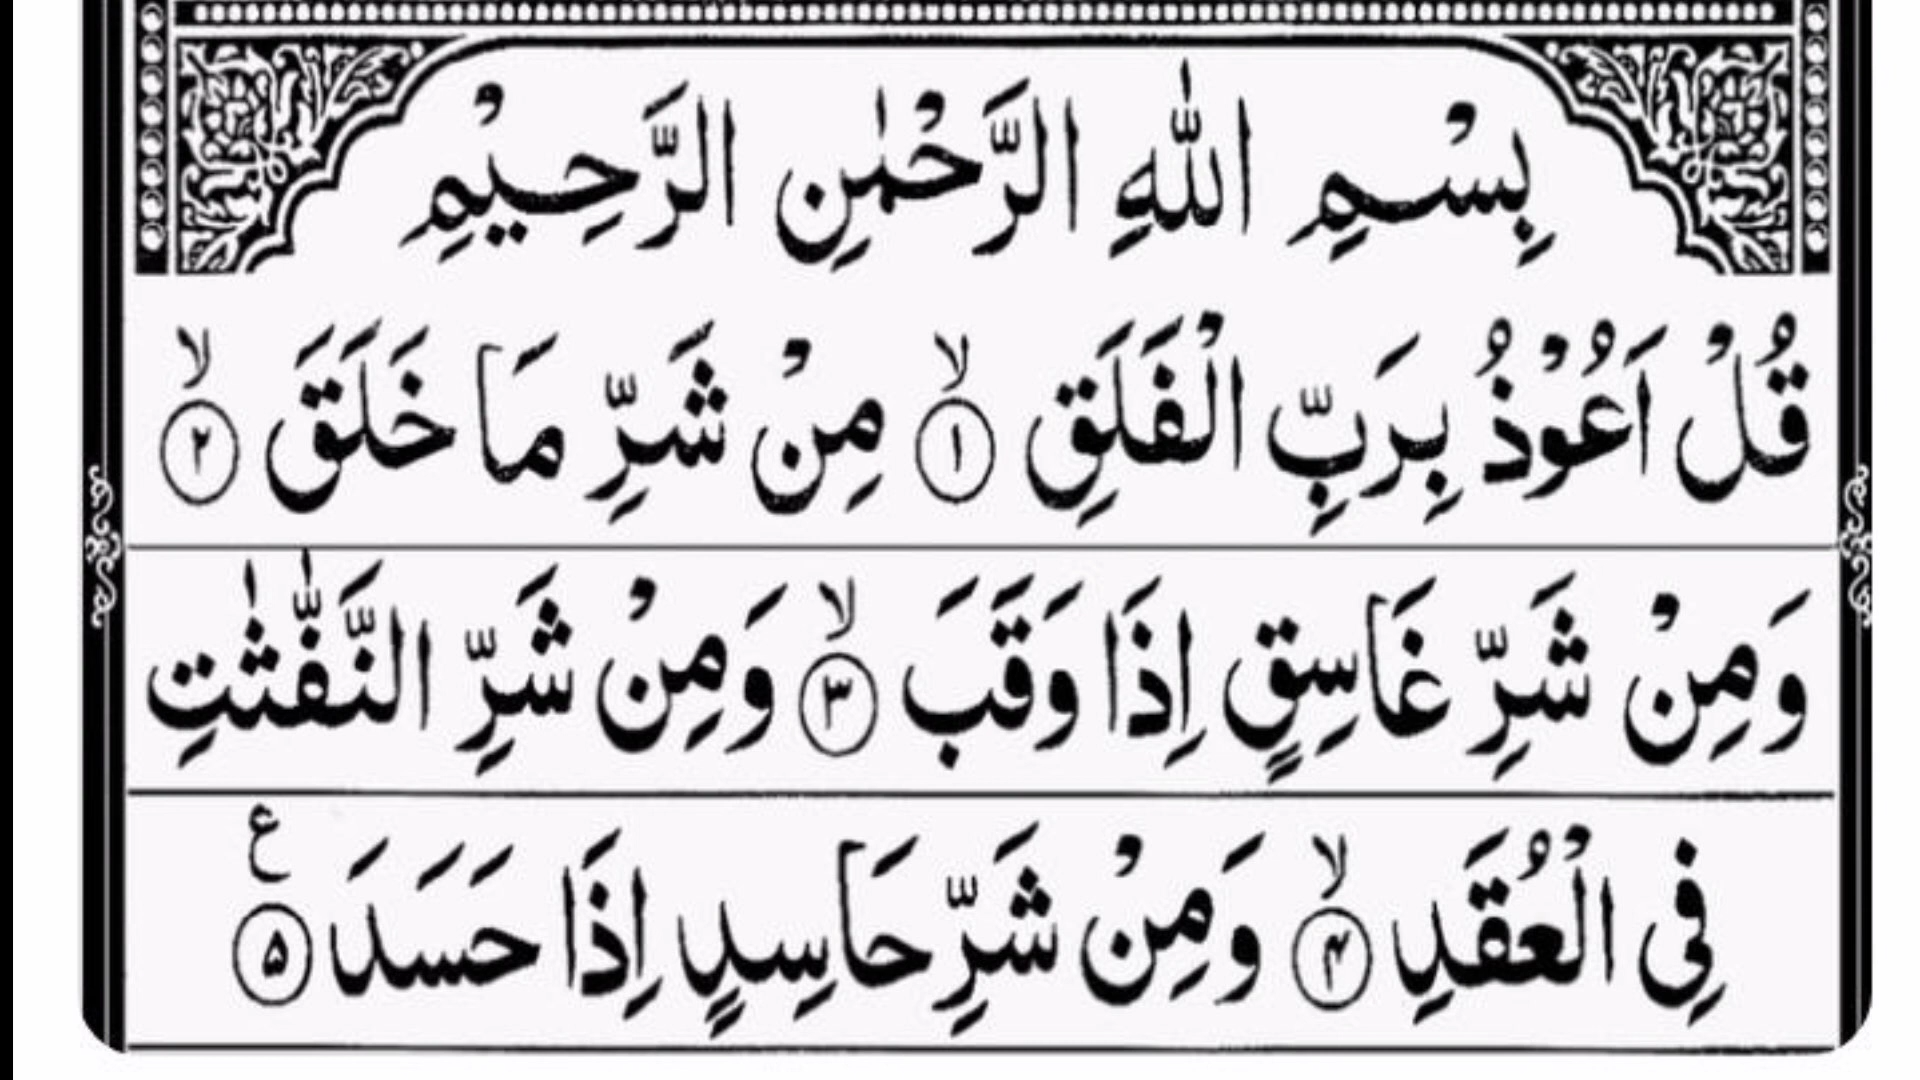 بِسْمِ اللّٰهِ الرَّحْمٰنِ الرَّحِيْمِ
قُلْ اَعُوْذُ بِرَبِّ الْفَلَقِ ۙ﴿۱﴾ مِنْ شَرِّ مَا خَلَقَ ۙ﴿۲﴾
وَمِنْ شَرِّ غَاسِقٍ اِذَا وَقَبَ ۙ﴿۳﴾ وَمِنْ شَرِّ النَّفّٰثٰتِ
فِى الْعُقَدِ ۙ﴿۴﴾ وَمِنْ شَرِّ حَاسِدٍ اِذَا حَسَدَ ﴿۵﴾ ع